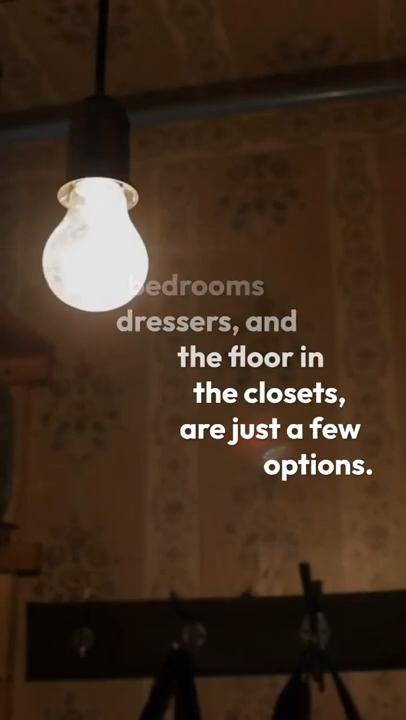 bedrooms
dressers, and
the floor in
the closets,
are just a few
options.